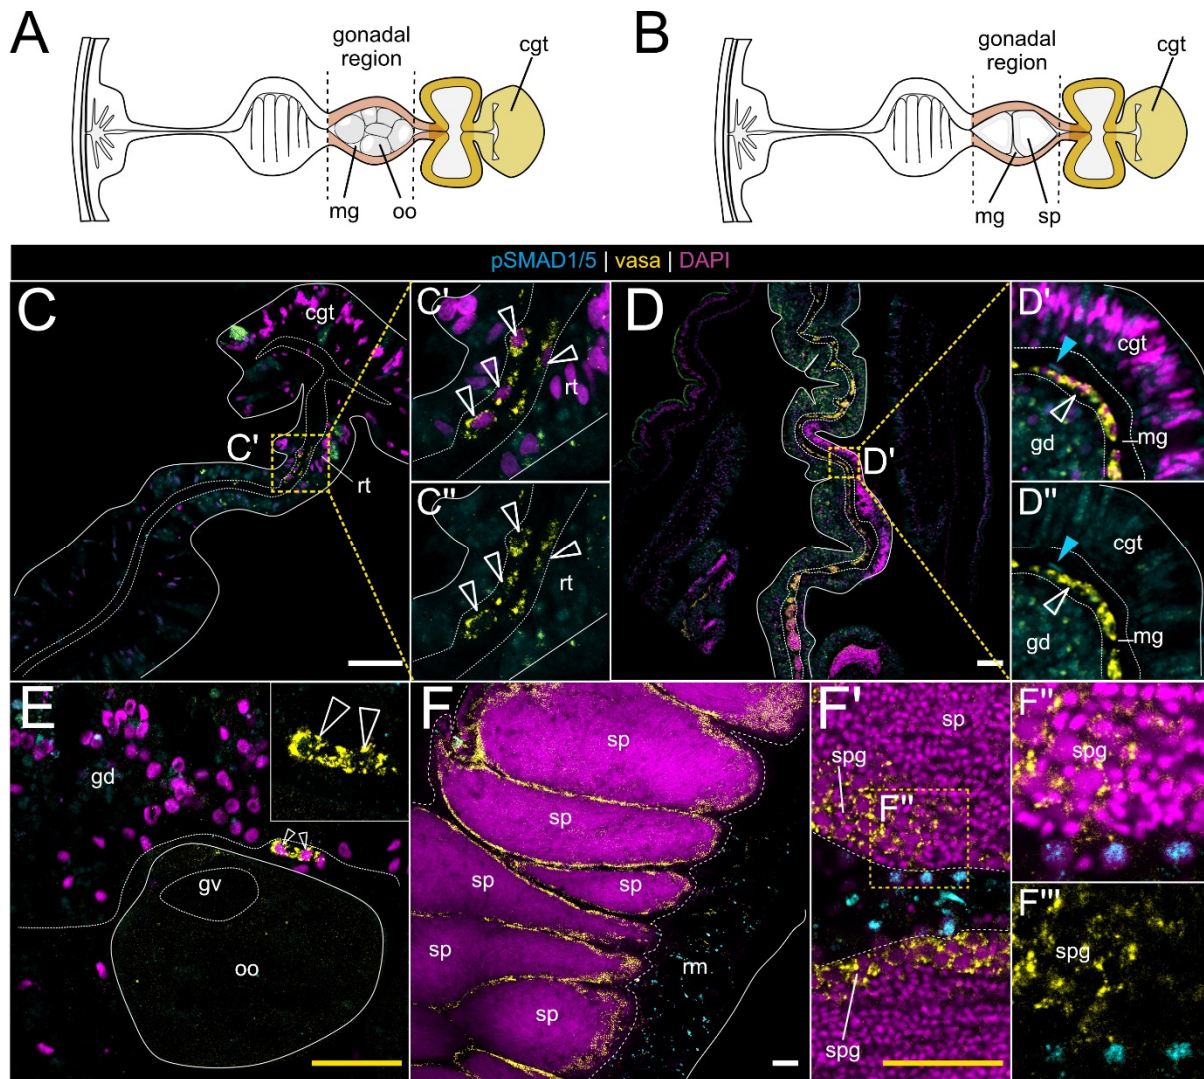 A
gonadal
region
cgt
mg
oo
B
gonadal
region
cgt
mg
sp
pSMAD1/5 | vasa | DAPI
C
cgt
C'
rt
C'
rt
C''
rt
D
D'
D'
cgt
gd
mg
D''
cgt
gd
mg
E
gd
gv
oo
F
sp
sp
sp
sp
sp
sp
rm
F'
sp
spg
F''
spg
F''
spg
F'''
spg